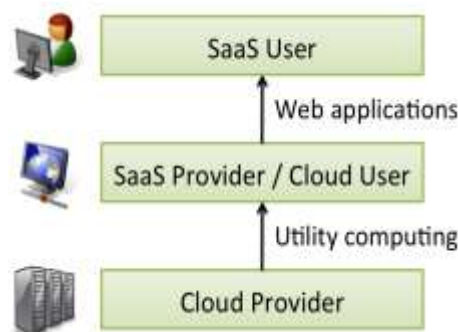 SaaS User
Web applications
SaaS Provider / Cloud User
Utility computing
Cloud Provider